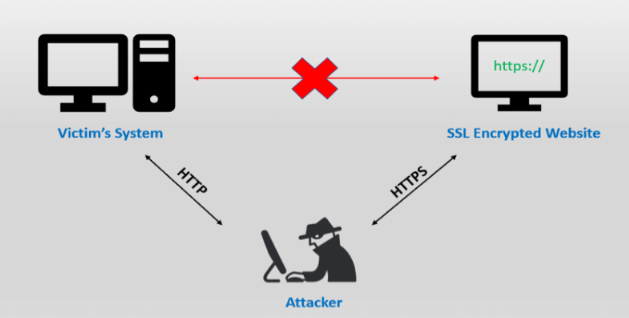 https://
Victim's System
SSL Encrypted Website
HTTP
HTTPS
Attacker